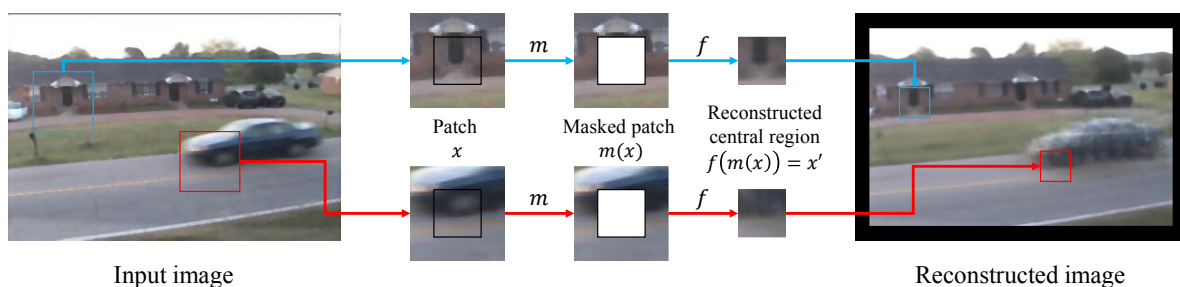 m
f
Patch
x
Masked patch
m(x)
Reconstructed
central region
f(m(x)) = x′
m
f
Input image
Reconstructed image